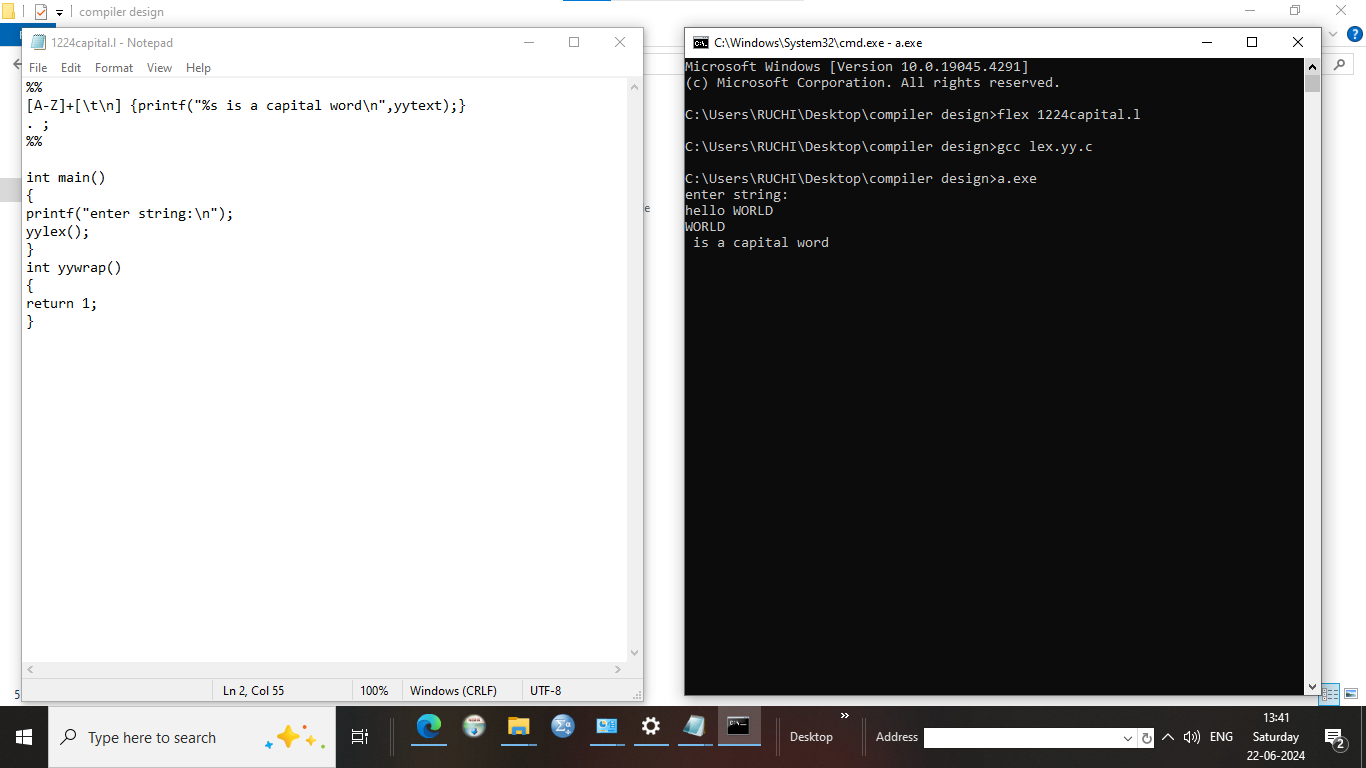 compiler design
1224capital.l - Notepad
File Edit Format View Help
%%
[A-Z]+[\t\n] {printf("%s is a capital word\n",yytext);}
. ;
%%
int main()
{
printf("enter string:\n");
yylex();
}
int yywrap()
{
return 1;
}
Ln 2, Col 55 100% Windows (CRLF) UTF-8
C:\Windows\System32\cmd.exe - a.exe
Microsoft Windows [Version 10.0.19045.4291]
(c) Microsoft Corporation. All rights reserved.
C:\Users\RUCHI\Desktop\compiler design>flex 1224capital.l
C:\Users\RUCHI\Desktop\compiler design>gcc lex.yy.c
C:\Users\RUCHI\Desktop\compiler design>a.exe
enter string:
hello WORLD
WORLD
 is a capital word
Type here to search
Desktop
Address
ENG
13:41
Saturday
22-06-2024
2